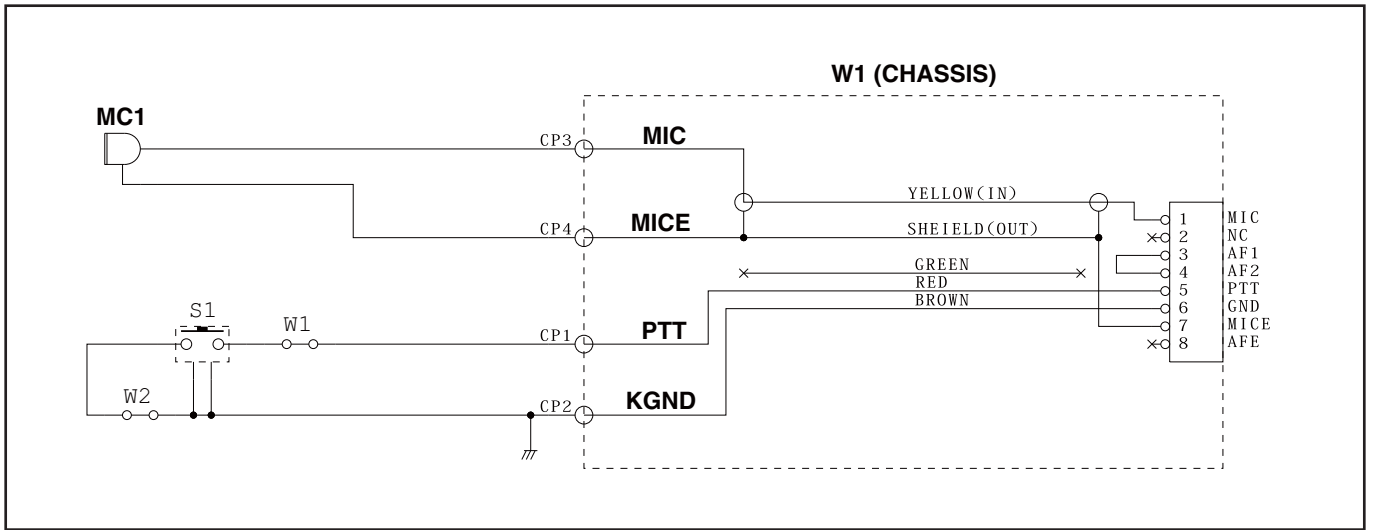 W1 (CHASSIS)
MC1
CP3
MIC
YELLOW(IN)
CP4
MICE
SHEIELD(OUT)
GREEN
RED
BROWN
1 MIC
2 NC
3 AF1
4 AF2
5 PTT
6 GND
7 MICE
8 AFE
S1
W1
CP1
PTT
W2
CP2
KGND